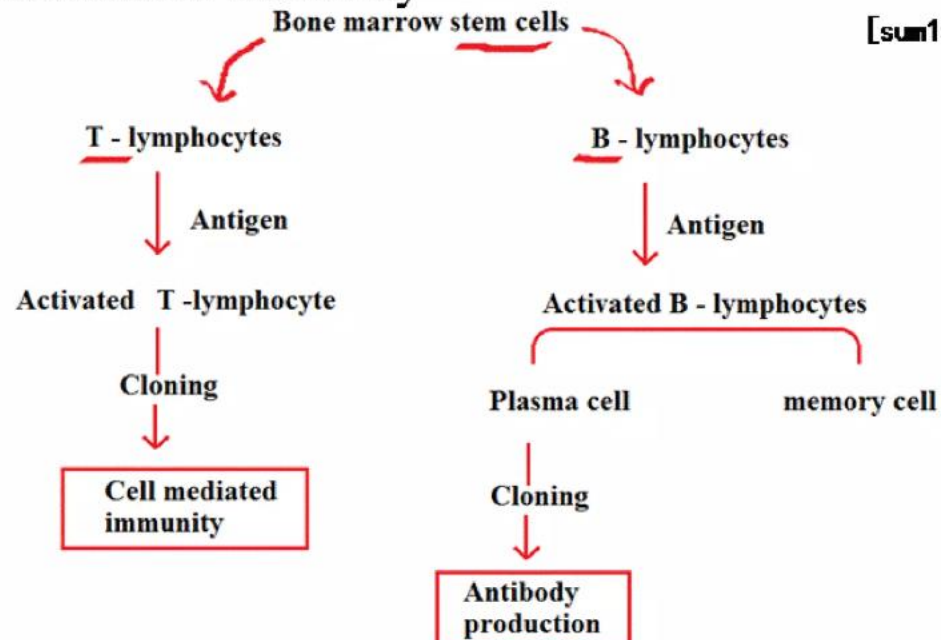 Bone marrow stem cells
[sum1
T - lymphocytes
B - lymphocytes
Antigen
Antigen
Activated T -lymphocyte
Activated B - lymphocytes
Cloning
Plasma cell
memory cell
Cell mediated
immunity
Cloning
Antibody
production